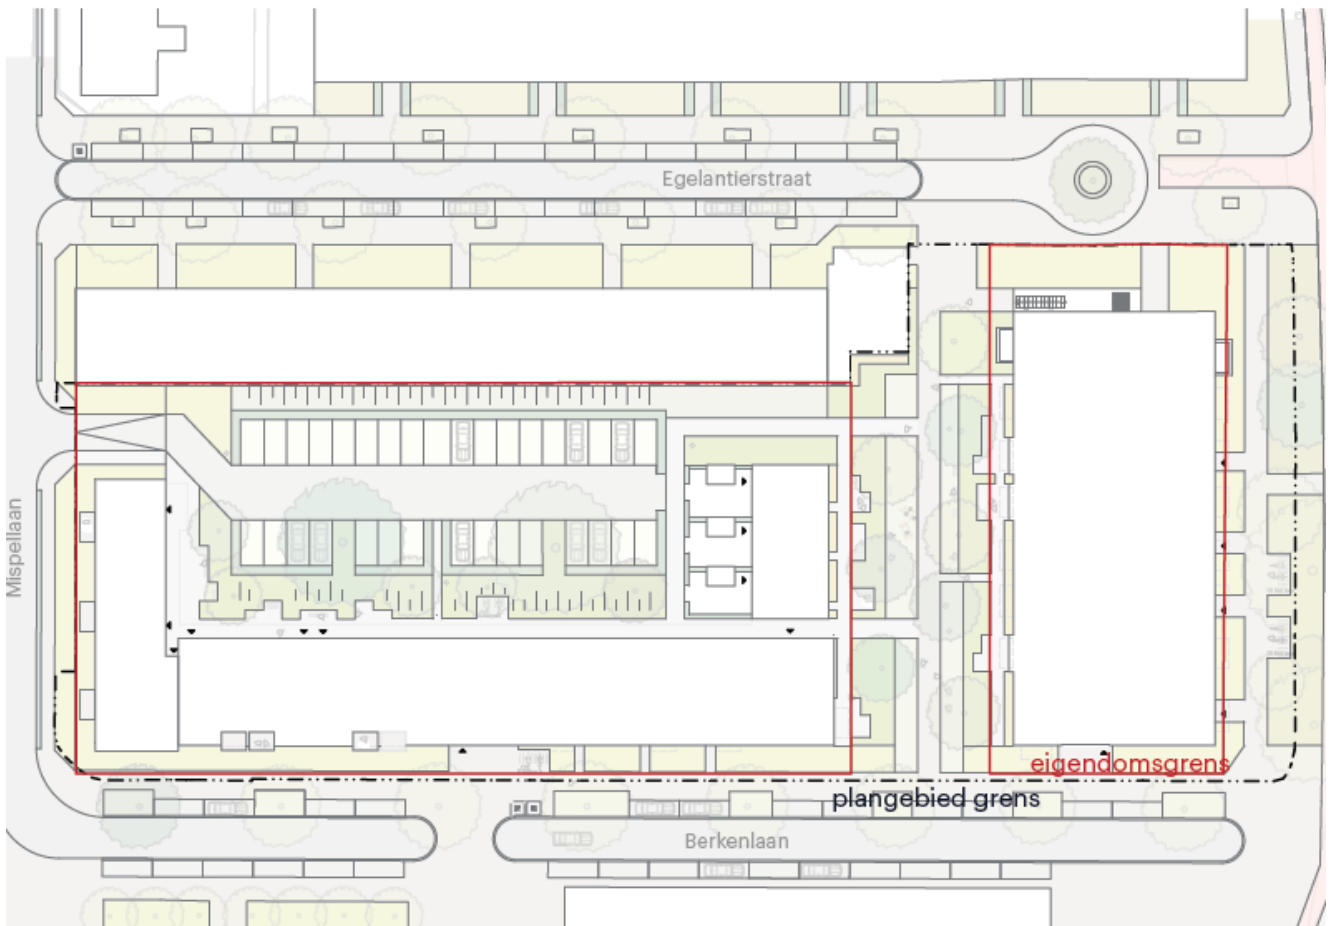 Egelantierstraat
Mispellaan
eigendomsgrens
plangebied grens
Berkenlaan